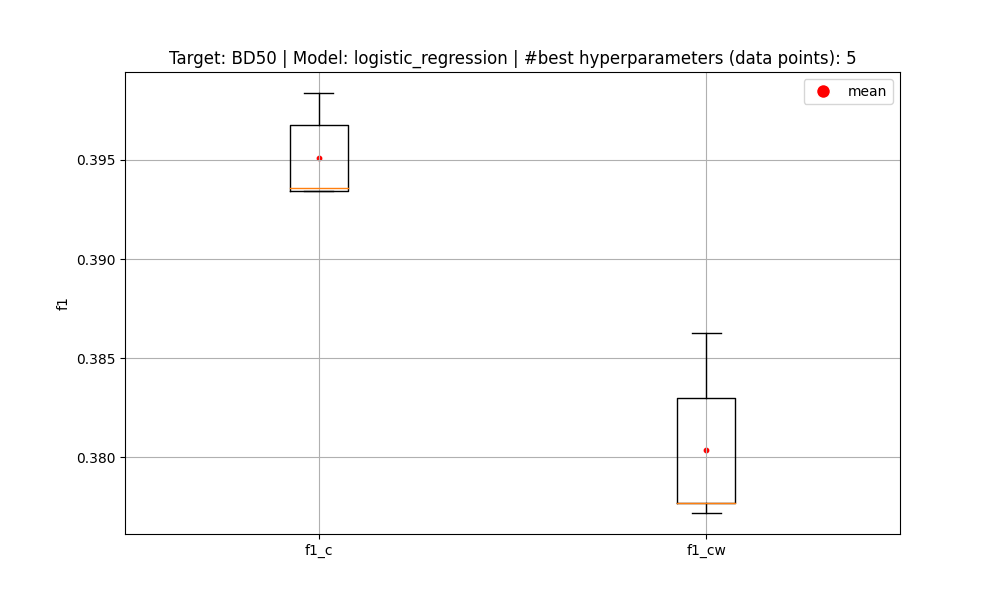 Target: BD50 | Model: logistic_regression | #best hyperparameters (data points): 5
mean
0.395
0.390
0.385
0.380
f1
f1_c
f1_cw